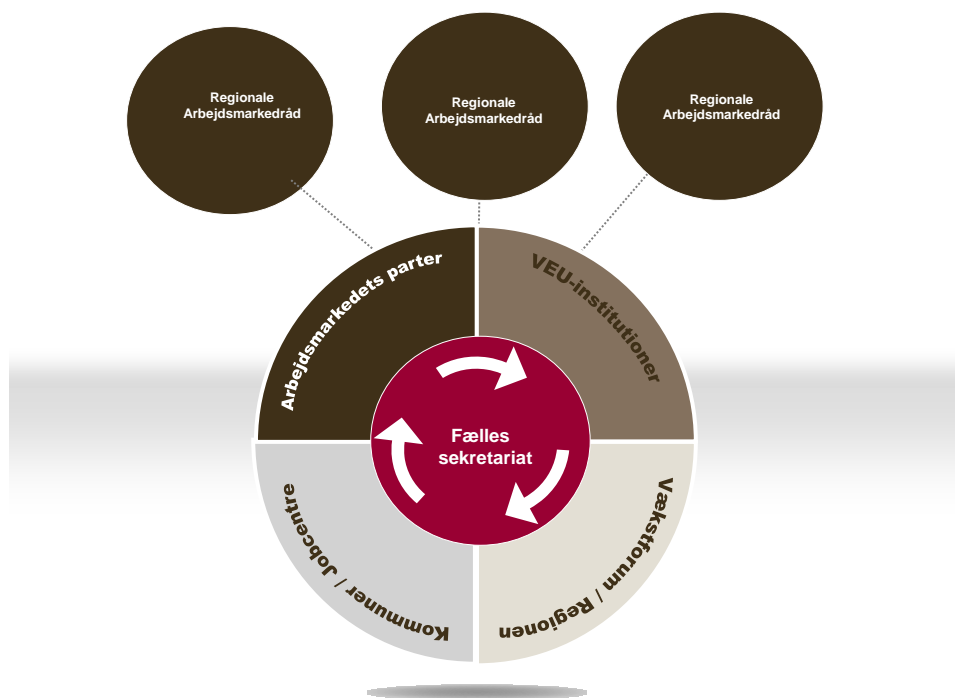 Regionale
Arbejdsmarkedråd
Regionale
Arbejdsmarkedråd
Regionale
Arbejdsmarkedråd
Arbejdsmarkedets parter
VEU-institutioner
Fælles
sekretariat
Kommuner / Jobcentre
Vækstforum / Regionen